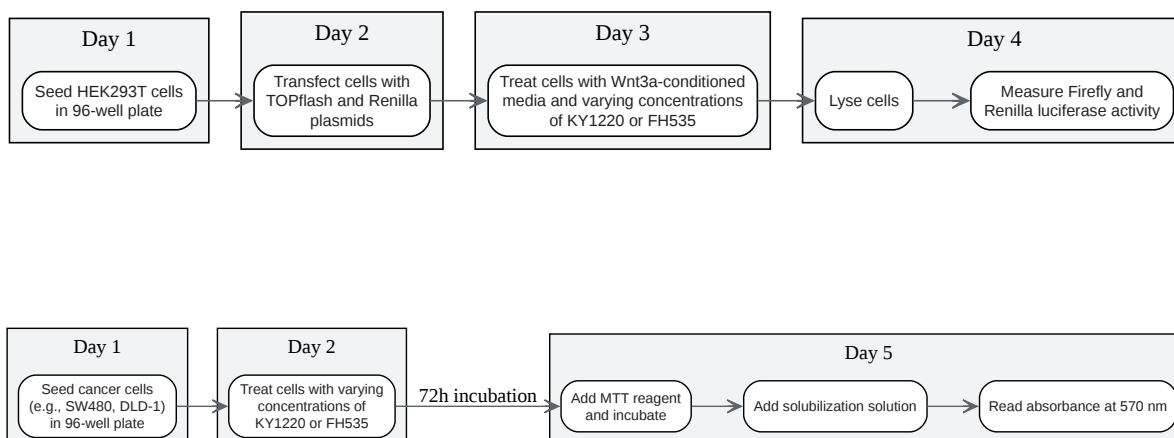 Day 1
Seed HEK293T cells
in 96-well plate
Day 2
Transfect cells with
TOPflash and Renilla
plasmids
Day 3
Treat cells with Wnt3a-conditioned
media and varying concentrations
of KY1220 or FH535
Day 4
Lyse cells
Measure Firefly and
Renilla luciferase activity
Day 1
Seed cancer cells
(e.g., SW480, DLD-1)
in 96-well plate
Day 2
Treat cells with varying
concentrations of
KY1220 or FH535
72h incubation
Day 5
Add MTT reagent
and incubate
Add solubilization solution
Read absorbance at 570 nm